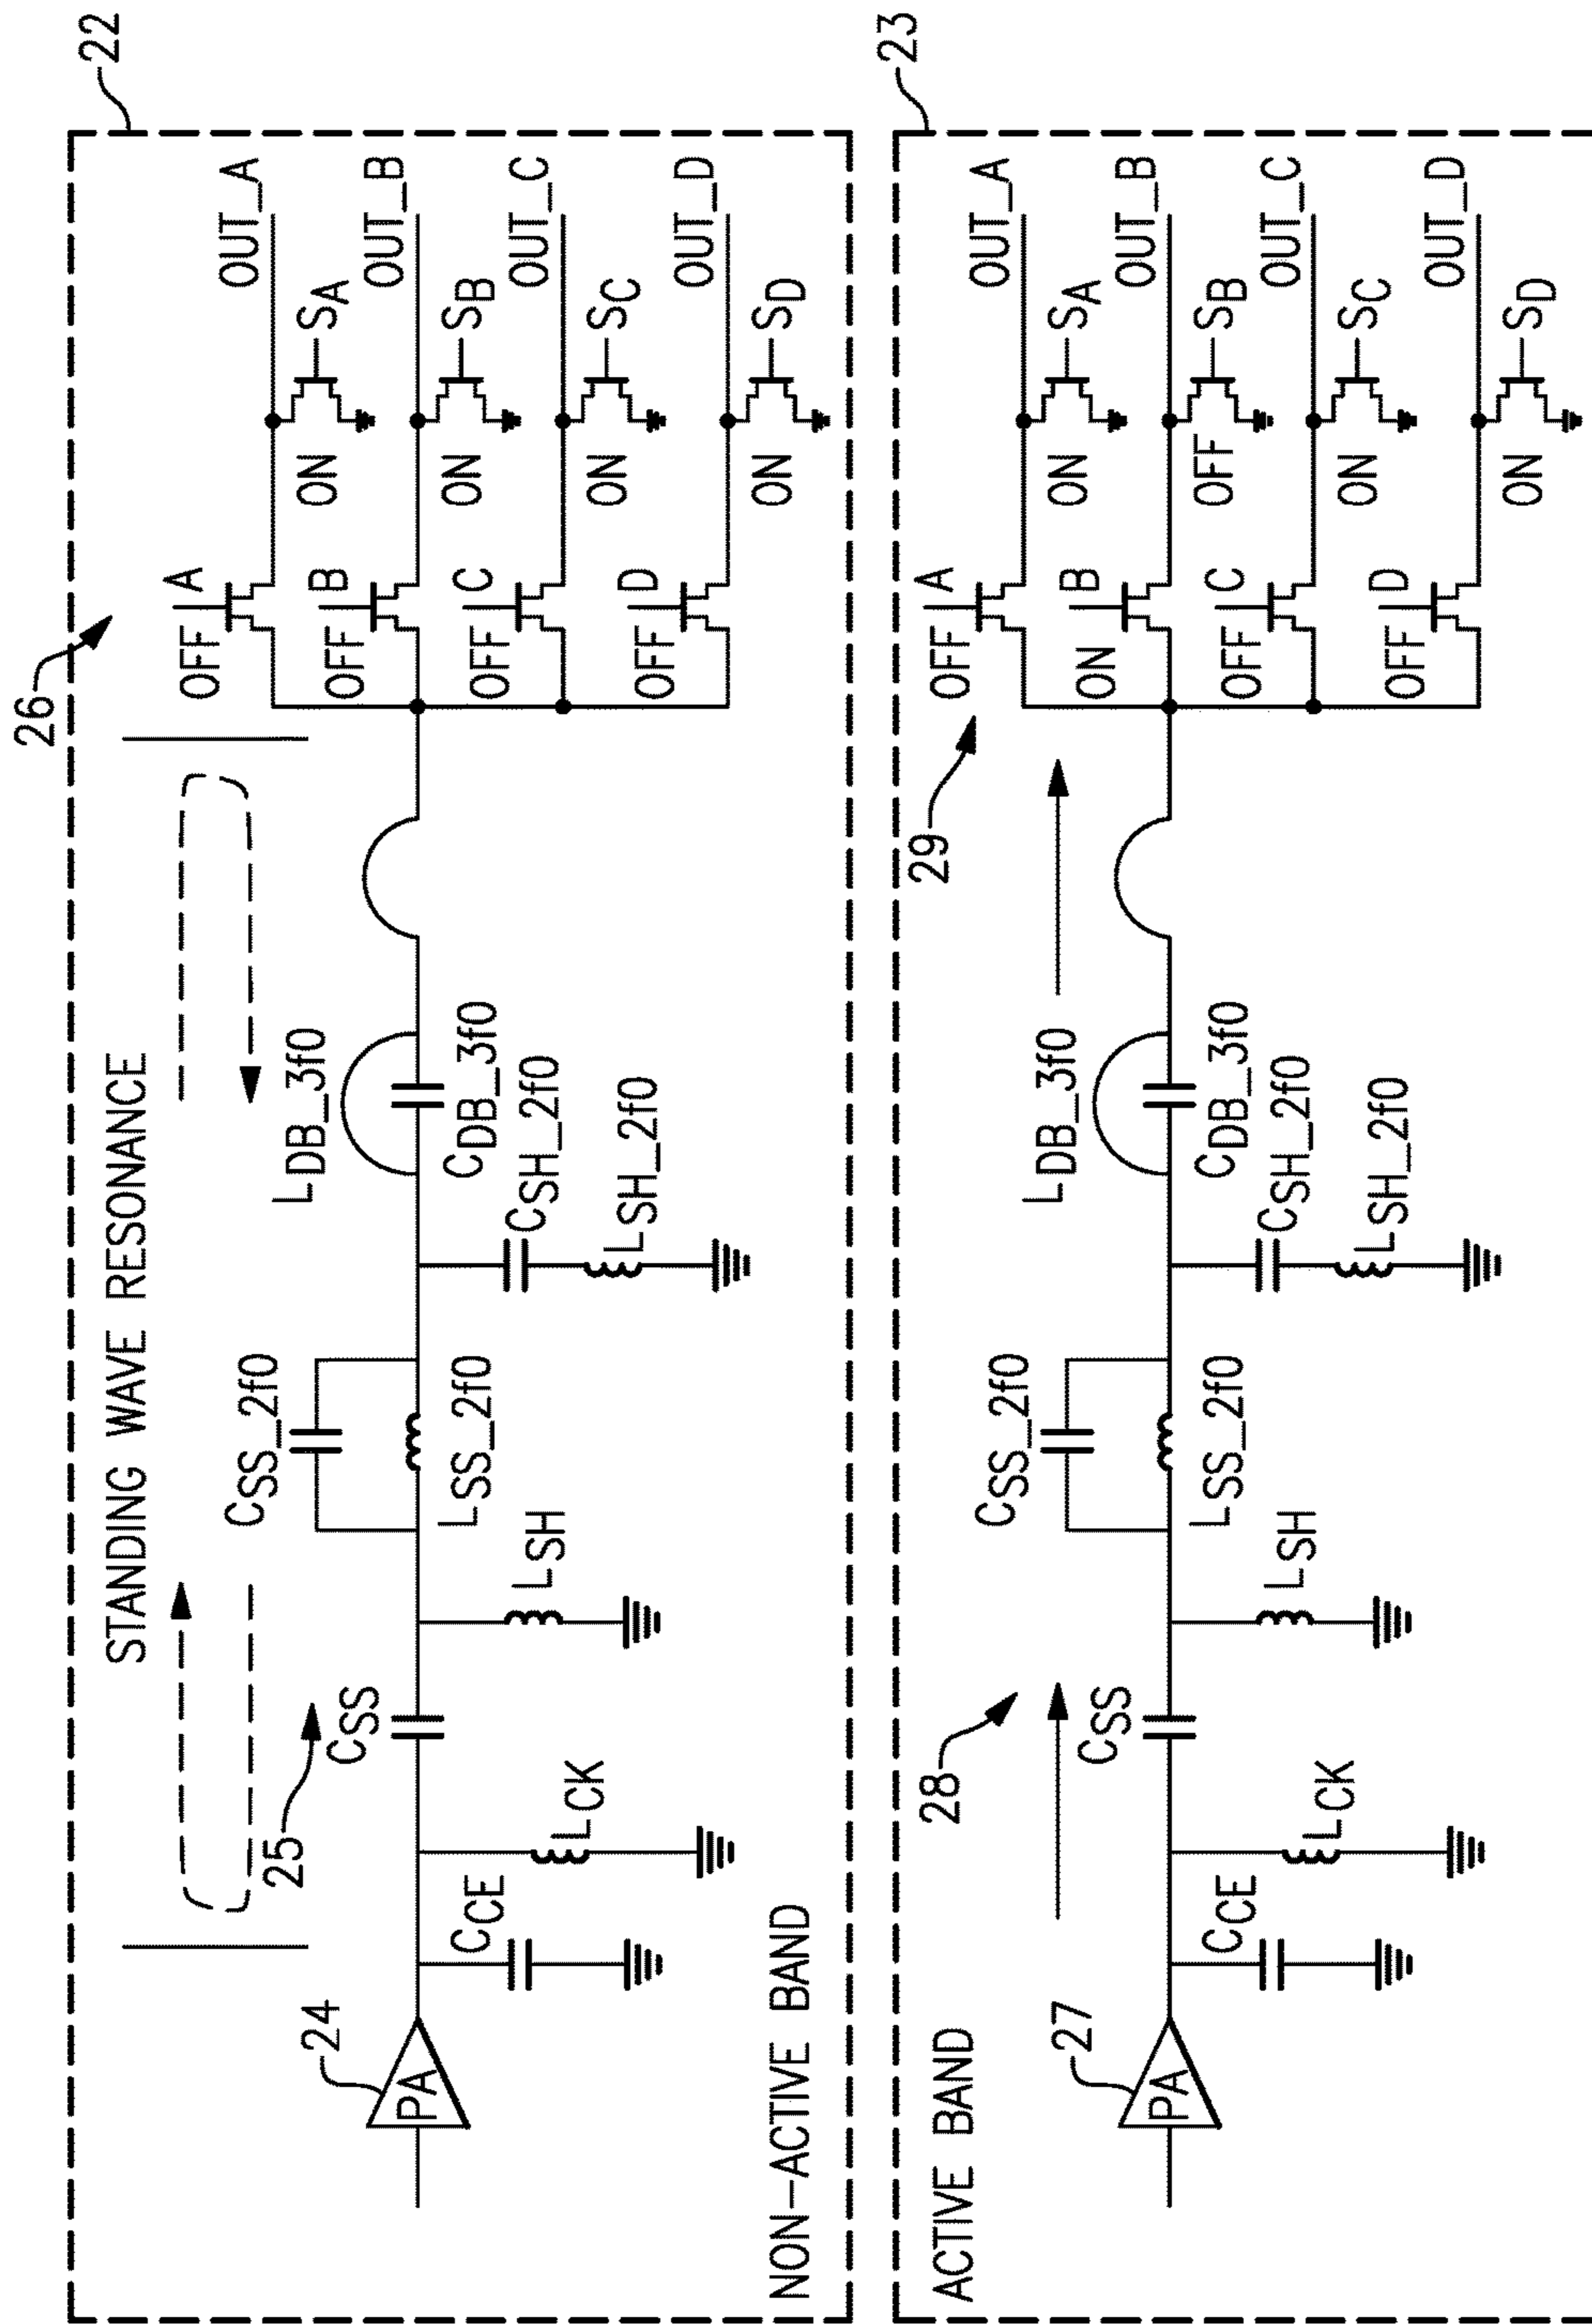 22
26
STANDING WAVE RESONANCE
OUT_A
OUT_B
OUT_C
OUT_D
OFF A
OFF B
OFF C
OFF D
ON SA
ON SB
ON SC
ON SD
24
PA
25
CCE
LCK
CSS
LSH
CSS_2f0
LSS_2f0
LDB_3f0
CDB_3f0
CSH_2f0
LSH_2f0
NON-ACTIVE BAND
23
29
ACTIVE BAND
OUT_A
OUT_B
OUT_C
OUT_D
OFF A
ON B
OFF C
OFF D
ON SA
OFF SB
ON SC
ON SD
27
PA
28
CCE
LCK
CSS
LSH
CSS_2f0
LSS_2f0
LDB_3f0
CDB_3f0
CSH_2f0
LSH_2f0